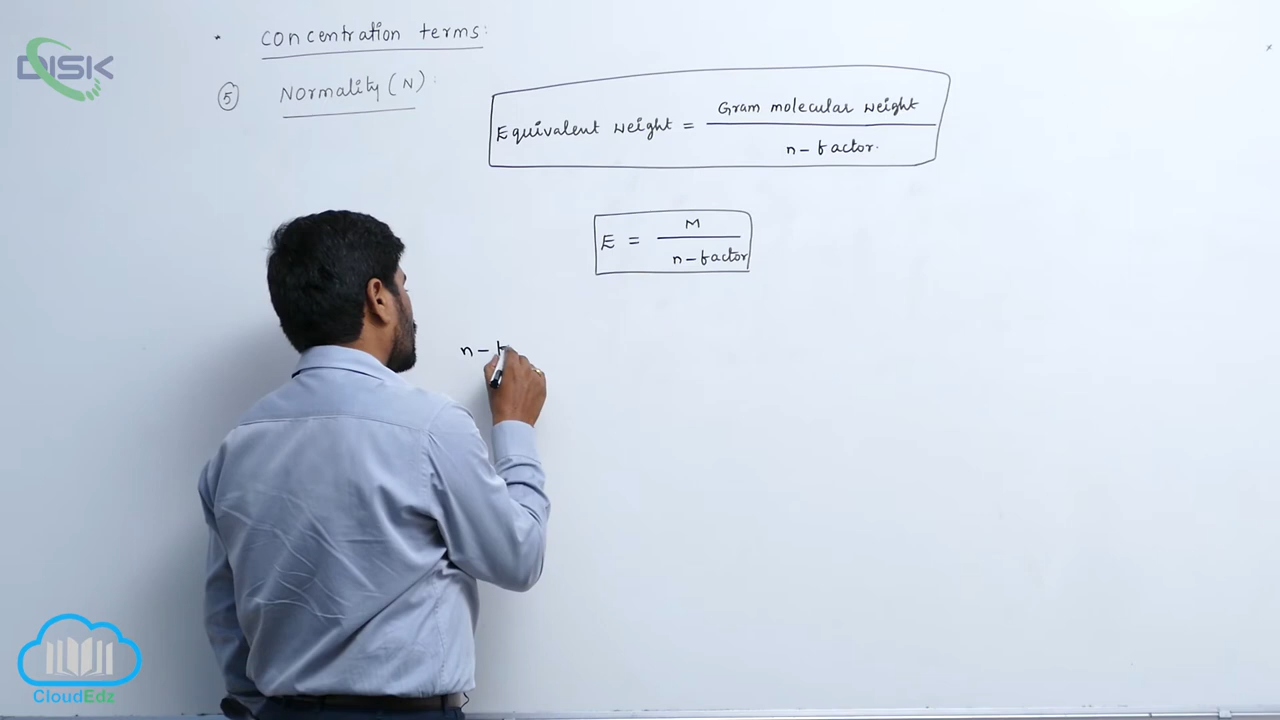 DISK
• Concentration terms:
5 Normality (N) :
Equivalent weight = Gram molecular weight
n - factor.
E = M
n - factor
n - f
CloudEdz